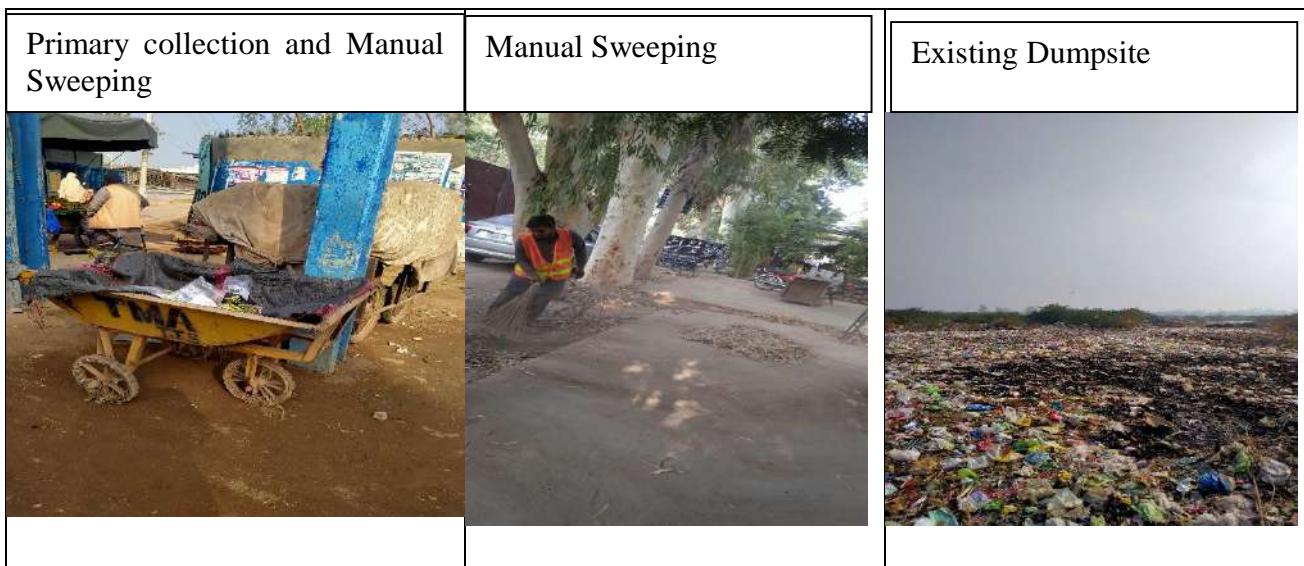 Primary collection and Manual
Sweeping
Manual Sweeping
Existing Dumpsite
TMA